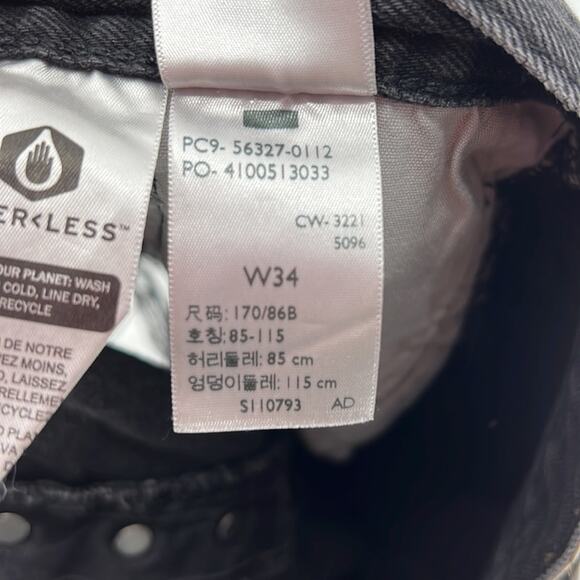 PC9- 56327-0112
PO- 4100513033
CW- 3221
5096
W34
尺码: 170/86B
호칭: 85-115
허리둘레: 85 cm
엉덩이둘레: 115 cm
S110793 AD
ER<LESS™
OUR PLANET: WASH
COLD, LINE DRY,
RECYCLE
DE NOTRE
MOINS,
LAISSEZ